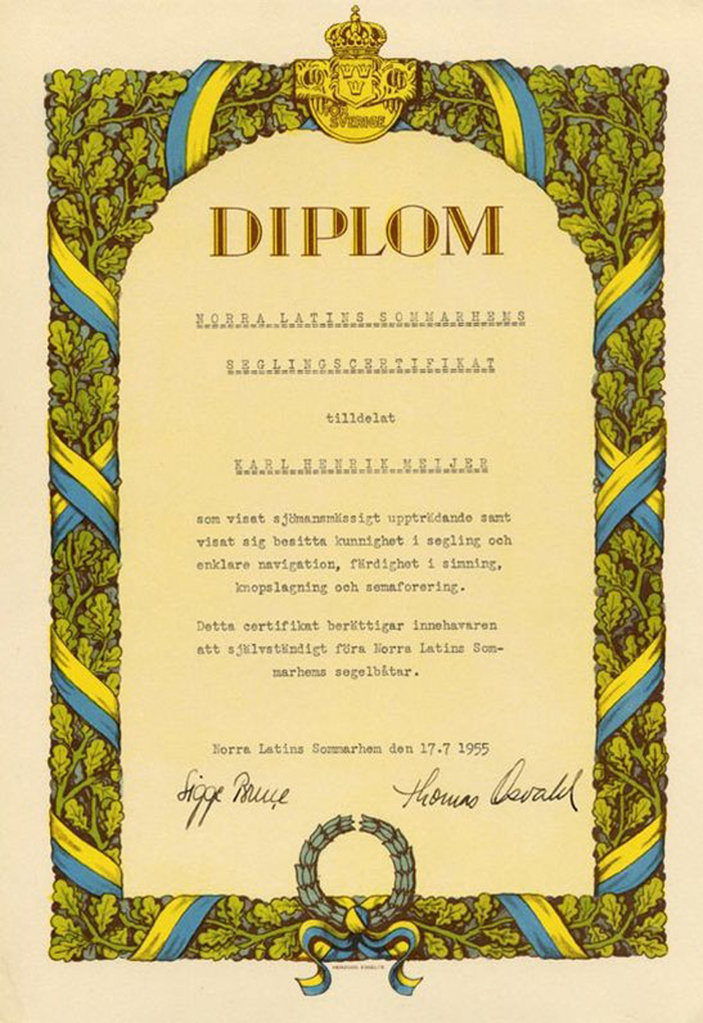 FÖR
SVERIGE
DIPLOM
NORRA LATINS SOMMARHEMS
SEGLINGSCERTIFIKAT
tilldelat
KARL HENRIK MEIJER
som visat sjömansmässigt uppträdande samt
visat sig besitta kunnighet i segling och
enklare navigation, färdighet i simning,
knopslagning och semaforering.
Detta certifikat berättigar innehavaren
att självständigt föra Norra Latins Som-
marhems segelbåtar.
Norra Latins Sommarhem den 17.7 1955
Sigge Thomas Osvald